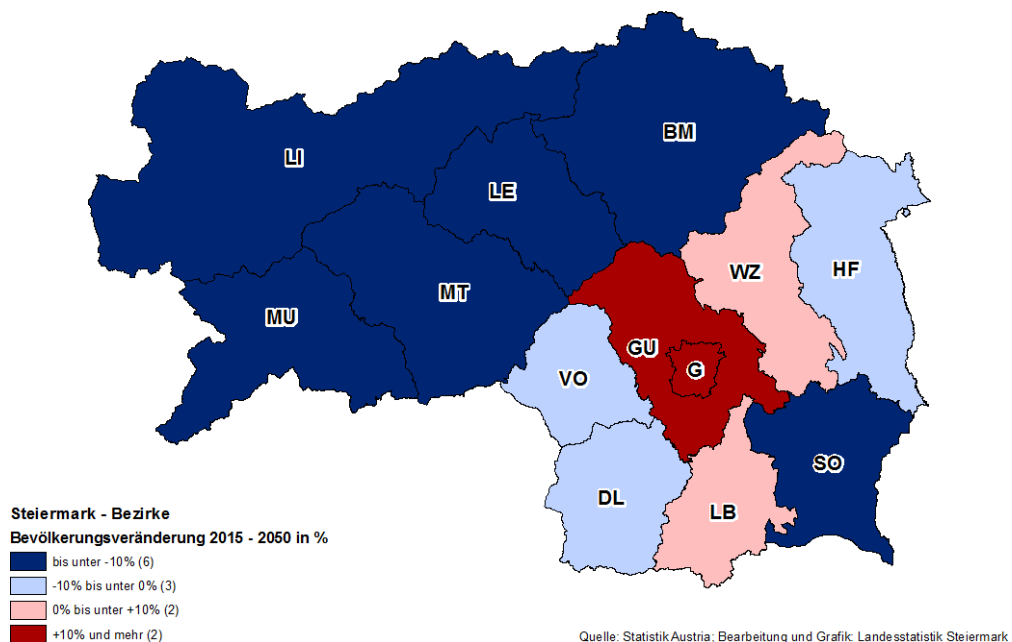 BM
LI
LE
WZ
HF
MT
MU
GU
G
VO
SO
DL
LB
Steiermark - Bezirke
Bevölkerungsveränderung 2015 - 2050 in %
bis unter -10% (6)
-10% bis unter 0% (3)
0% bis unter +10% (2)
+10% und mehr (2)
Quelle: Statistik Austria; Bearbeitung und Grafik: Landesstatistik Steiermark